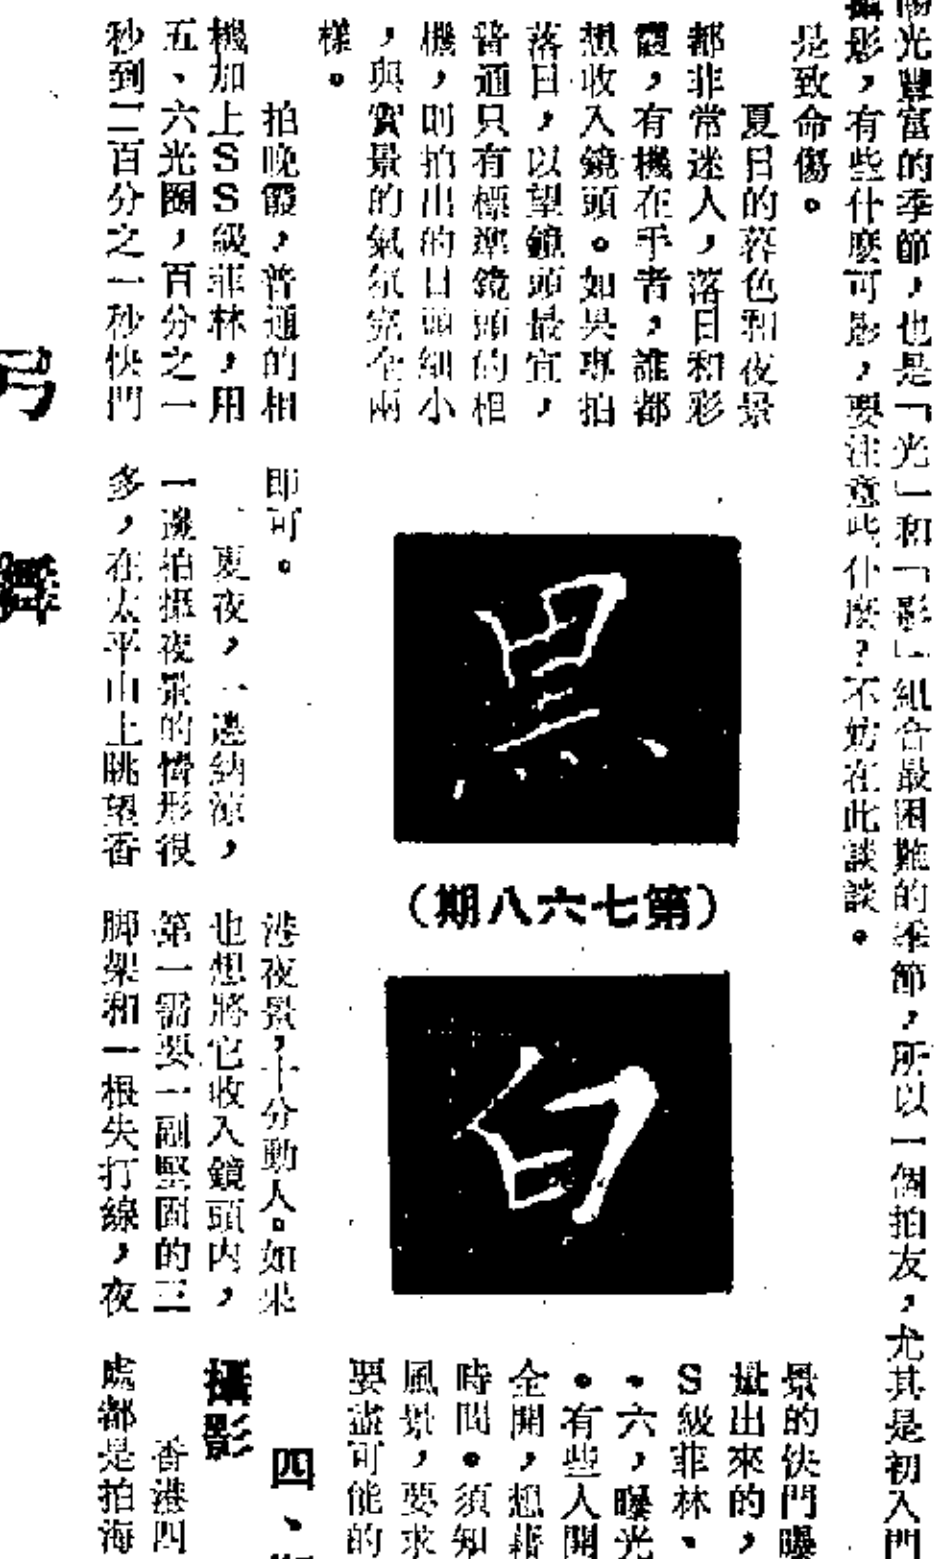 陽光豐富的季節，也是「光」和「影」組合最困難的季節，所以一個拍友，尤其是初入門
攝影，有些什麼可影，要注意些什麼？不妨在此談談。
是致命傷。
夏日的落色和夜景
都非常迷人，落日和彩
霞，有機在手者，誰都
想收入鏡頭。如果專拍
落日，以望鏡頭最宜，
普通只有標準鏡頭的相
機，則拍出的日頭細小
，與實景的氣氛完全兩
樣。
拍晚霞，普通的相
機加上SS級菲林，用
五、六光圈，百分之一
秒到二百分之一秒快門
即可。
夏夜，一邊納涼，
一邊拍攝夜景的情形很
多，在太平山上眺望香
港夜景，十分動人。如果
也想將它收入鏡頭內，
第一需要一副堅固的三
脚架和一根失打線，夜
黑
（第七六八期）
白
景的快門曝
出來的，
S級菲林、
・六，曝光
。有些人開
全開，想藉
時間。須知
風景，要求
要盡可能的
四、
攝影
香港四
處都是拍海